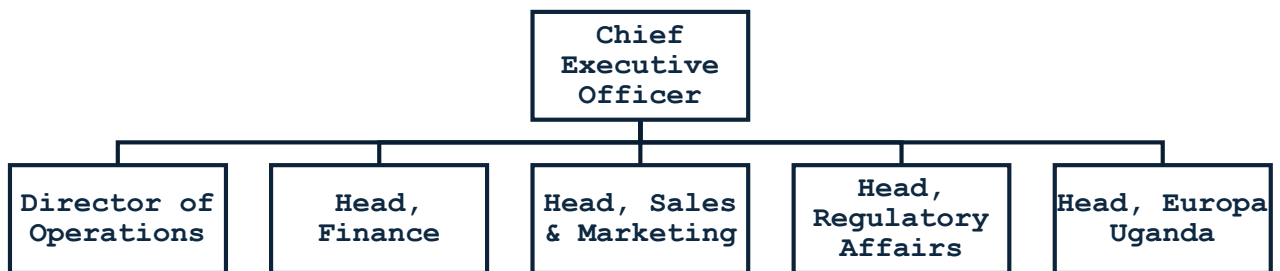 Chief
Executive
Officer
Director of
Operations
Head,
Finance
Head, Sales
& Marketing
Head,
Regulatory
Affairs
Head, Europa
Uganda